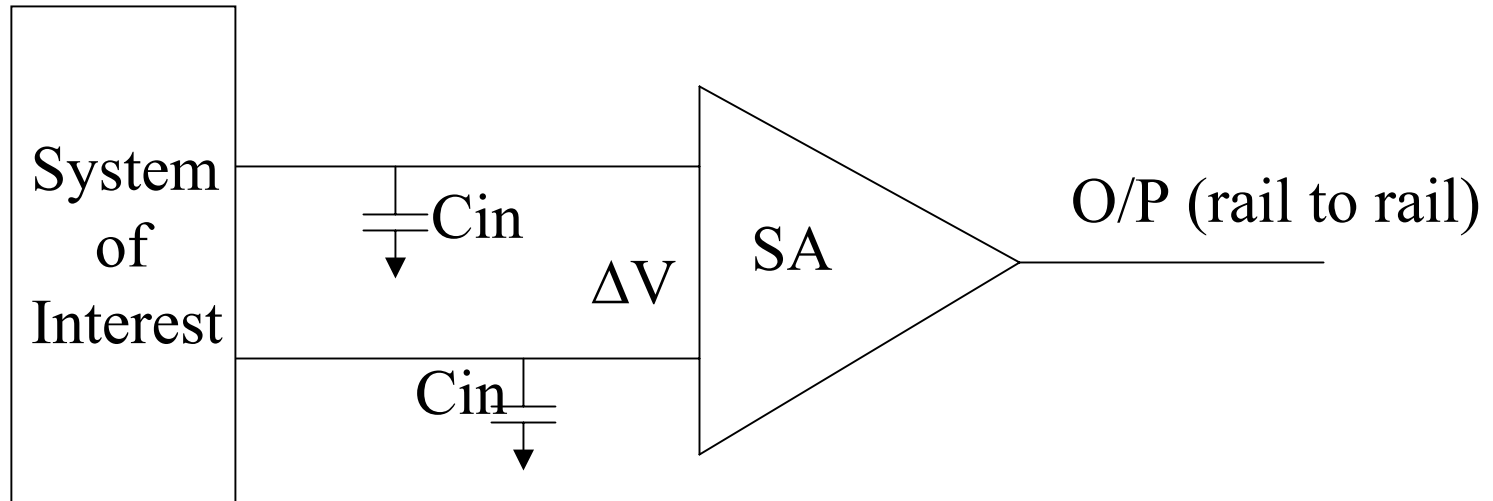 System
of
Interest
Cin
Cin
ΔV
SA
O/P (rail to rail)